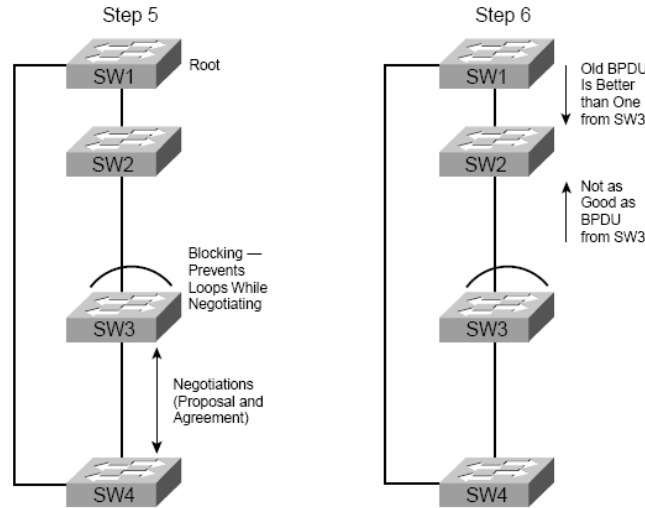 Step 5
SW1
Root
SW2
Blocking —
Prevents
Loops While
Negotiating
SW3
Negotiations
(Proposal and
Agreement)
SW4
Step 6
SW1
Old BPDU
Is Better
than One
from SW3
SW2
Not as
Good as
BPDU
from SW3
SW3
SW4